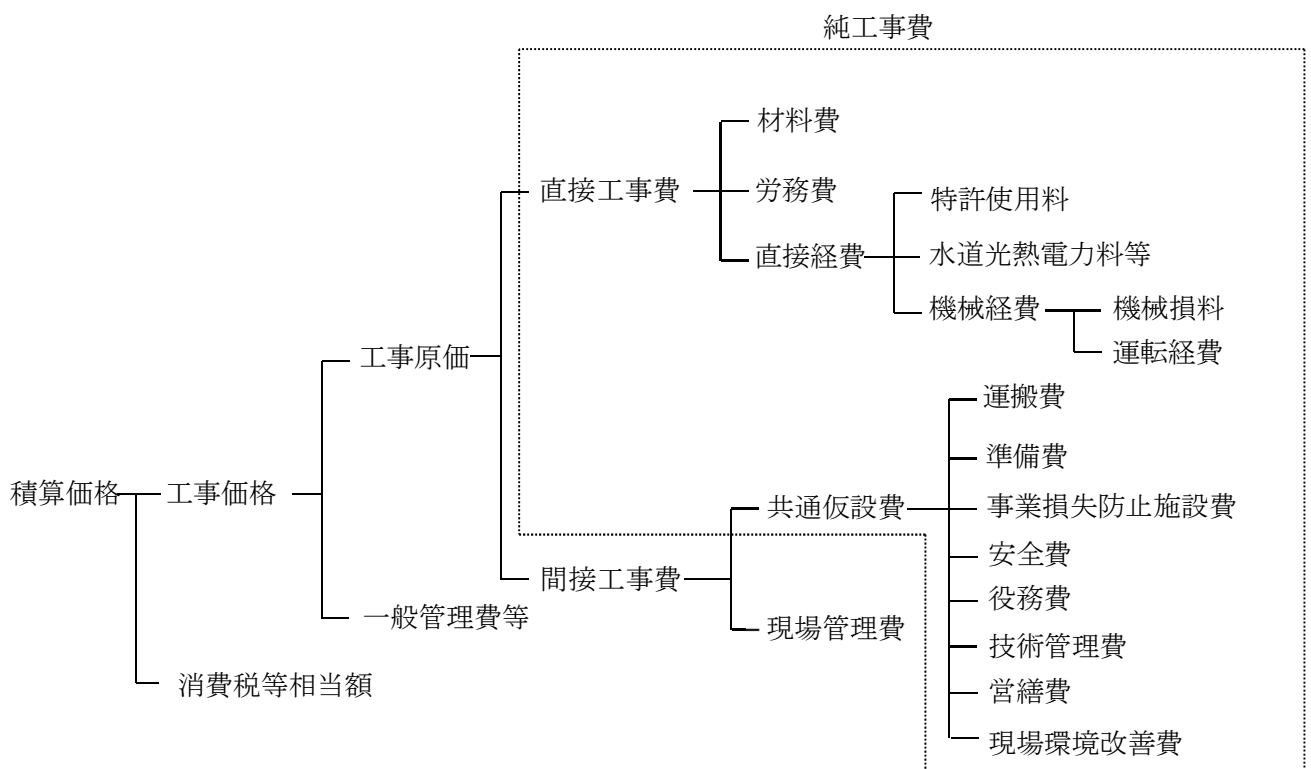 純工事費
材料費
直接工事費
労務費
特許使用料
直接経費
水道光熱電力料等
機械経費
機械損料
運転経費
工事原価
運搬費
準備費
積算価格
工事価格
共通仮設費
事業損失防止施設費
安全費
間接工事費
役務費
一般管理費等
現場管理費
技術管理費
消費税等相当額
営繕費
現場環境改善費